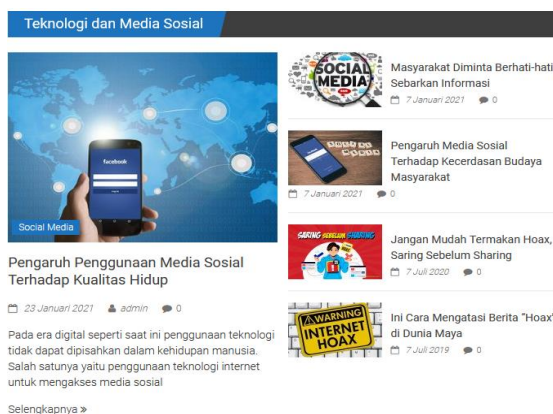 Teknologi dan Media Sosial
facebook
Social Media
Pengaruh Penggunaan Media Sosial
Terhadap Kualitas Hidup
23 Januari 2021 admin 0
Pada era digital seperti saat ini penggunaan teknologi
tidak dapat dipisahkan dalam kehidupan manusia.
Salah satunya yaitu penggunaan teknologi internet
untuk mengakses media sosial
Selengkapnya »
SOCIAL
MEDIA
Masyarakat Diminta Berhati-hati
Sebarkan Informasi
7 Januari 2021 0
Pengaruh Media Sosial
Terhadap Kecerdasan Budaya
Masyarakat
7 Januari 2021 0
SARING SEBELUM SHARING
Jangan Mudah Termakan Hoax,
Saring Sebelum Sharing
7 Juli 2020 0
WARNING
INTERNET
HOAX
Ini Cara Mengatasi Berita "Hoax"
di Dunia Maya
7 Juli 2019 0